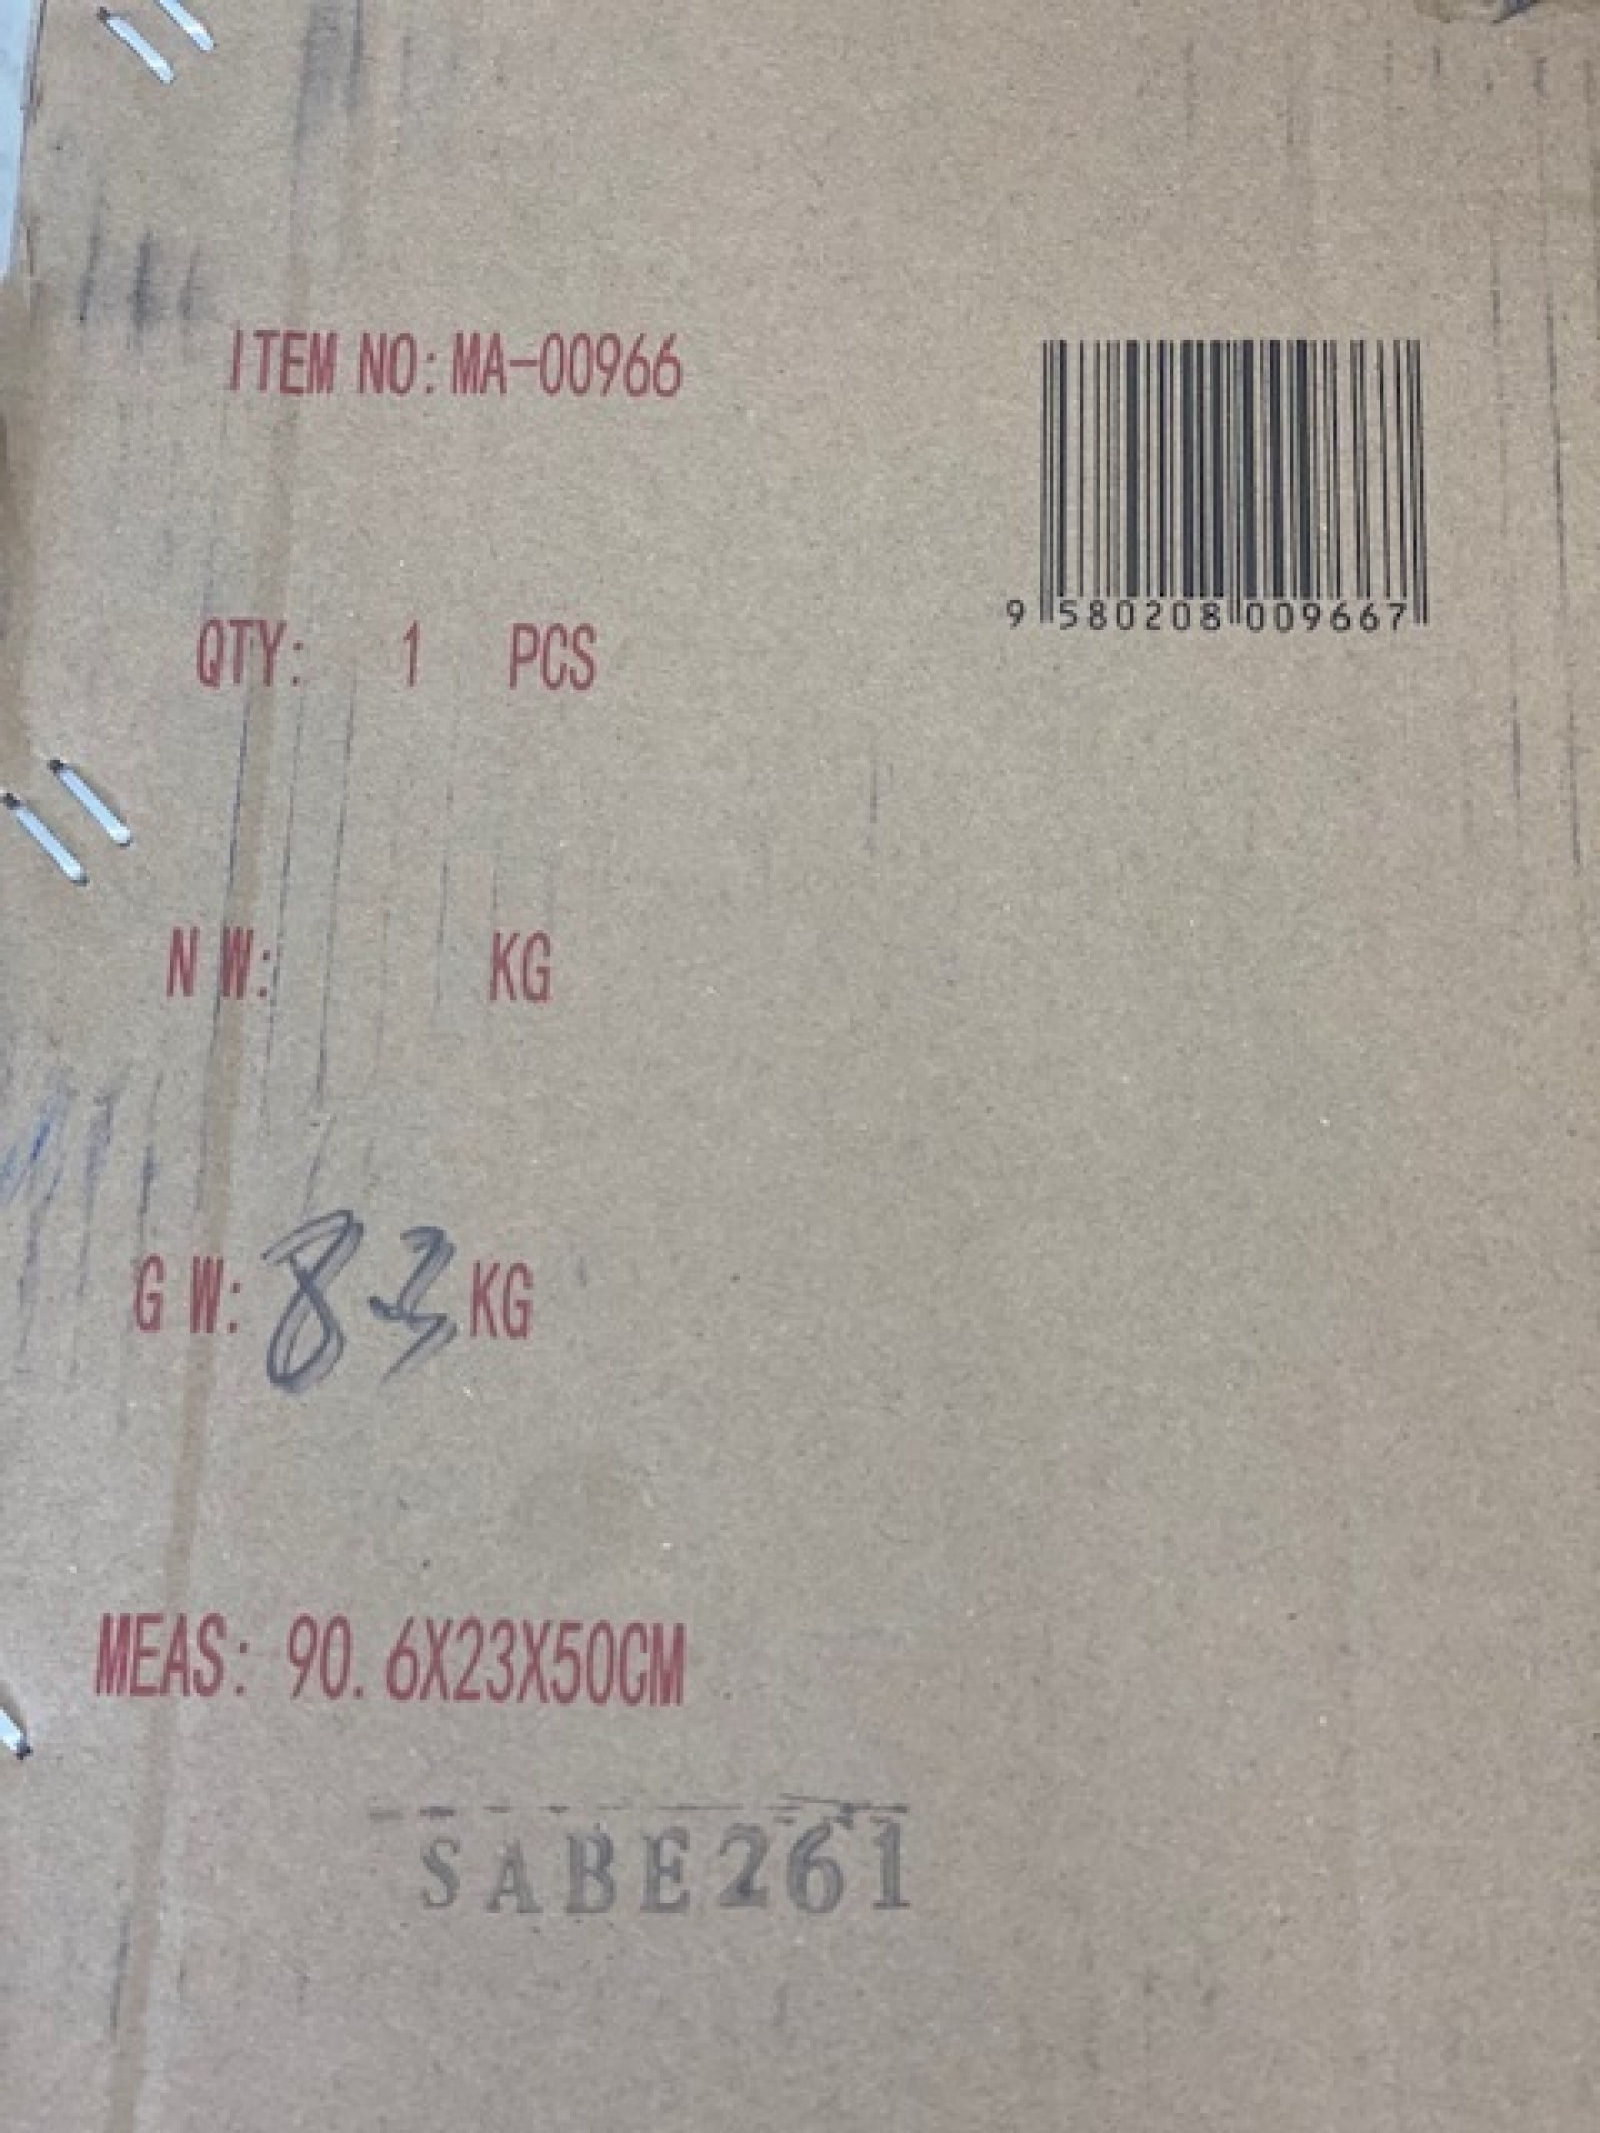 ITEM NO: MA-00966
9 580208 009667
QTY: 1 PCS
N W: KG
G W: 83 KG
MEAS: 90.6X23X50CM
SABE261